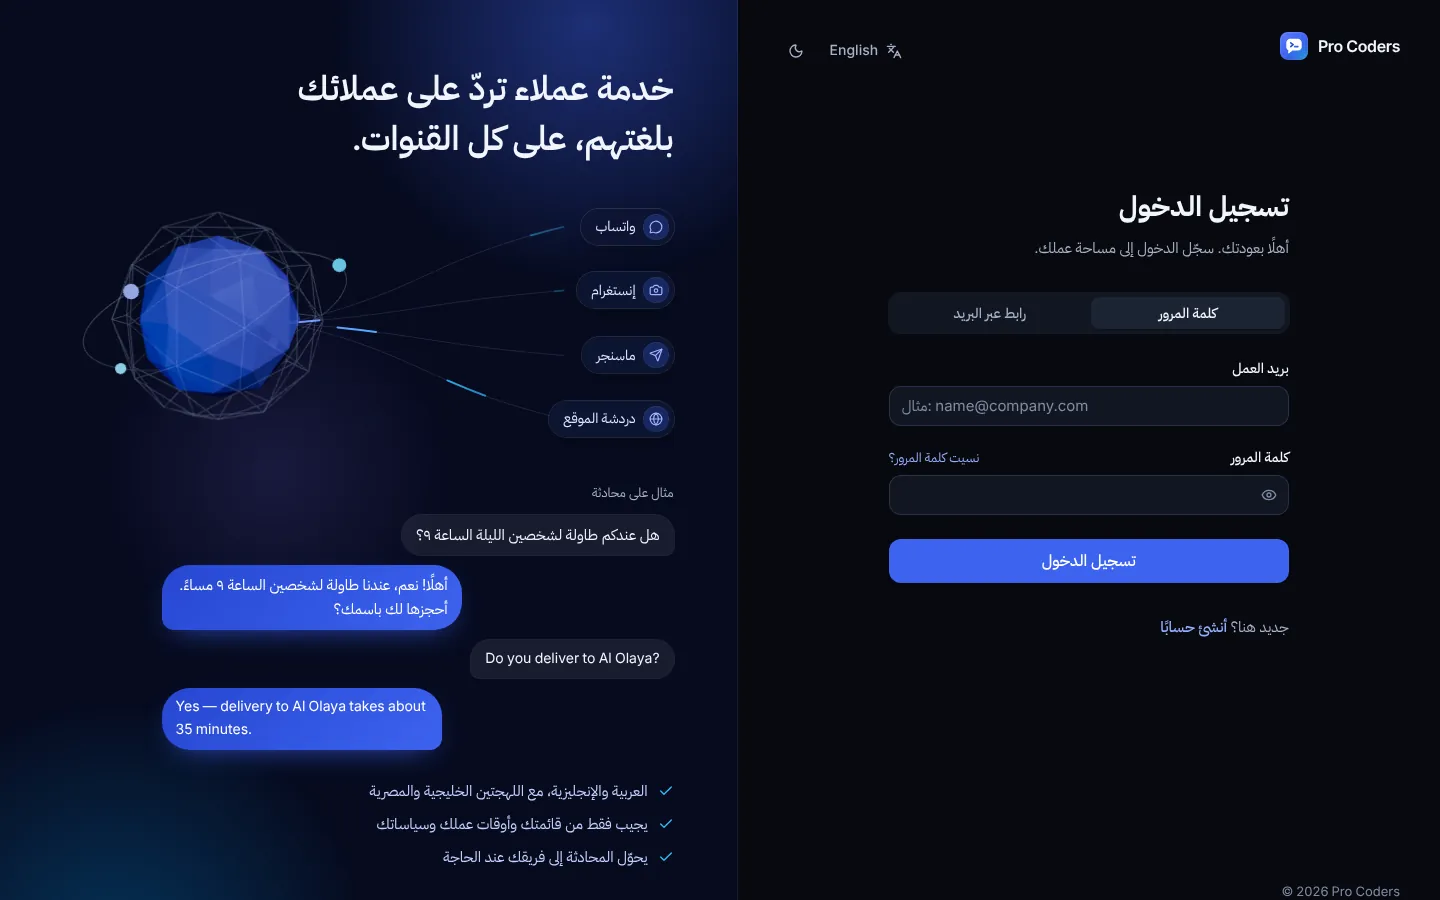 Pro Coders
English
تسجيل الدخول
أهلًا بعودتك. سجّل الدخول إلى مساحة عملك.
كلمة المرور
رابط عبر البريد
بريد العمل
مثال: name@company.com
كلمة المرور
نسيت كلمة المرور؟
تسجيل الدخول
جديد هنا؟ أنشئ حسابًا
© 2026 Pro Coders
خدمة عملاء تردّ على عملائك
بلغتهم، على كل القنوات.
واتساب
إنستغرام
ماسنجر
دردشة الموقع
مثال على محادثة
هل عندكم طاولة لشخصين الليلة الساعة ٩؟
أهلًا! نعم، عندنا طاولة لشخصين الساعة ٩ مساءً.
أحجزها لك باسمك؟
Do you deliver to Al Olaya?
Yes — delivery to Al Olaya takes about
35 minutes.
العربية والإنجليزية، مع اللهجتين الخليجية والمصرية
يجيب فقط من قائمتك وأوقات عملك وسياساتك
يحوّل المحادثة إلى فريقك عند الحاجة